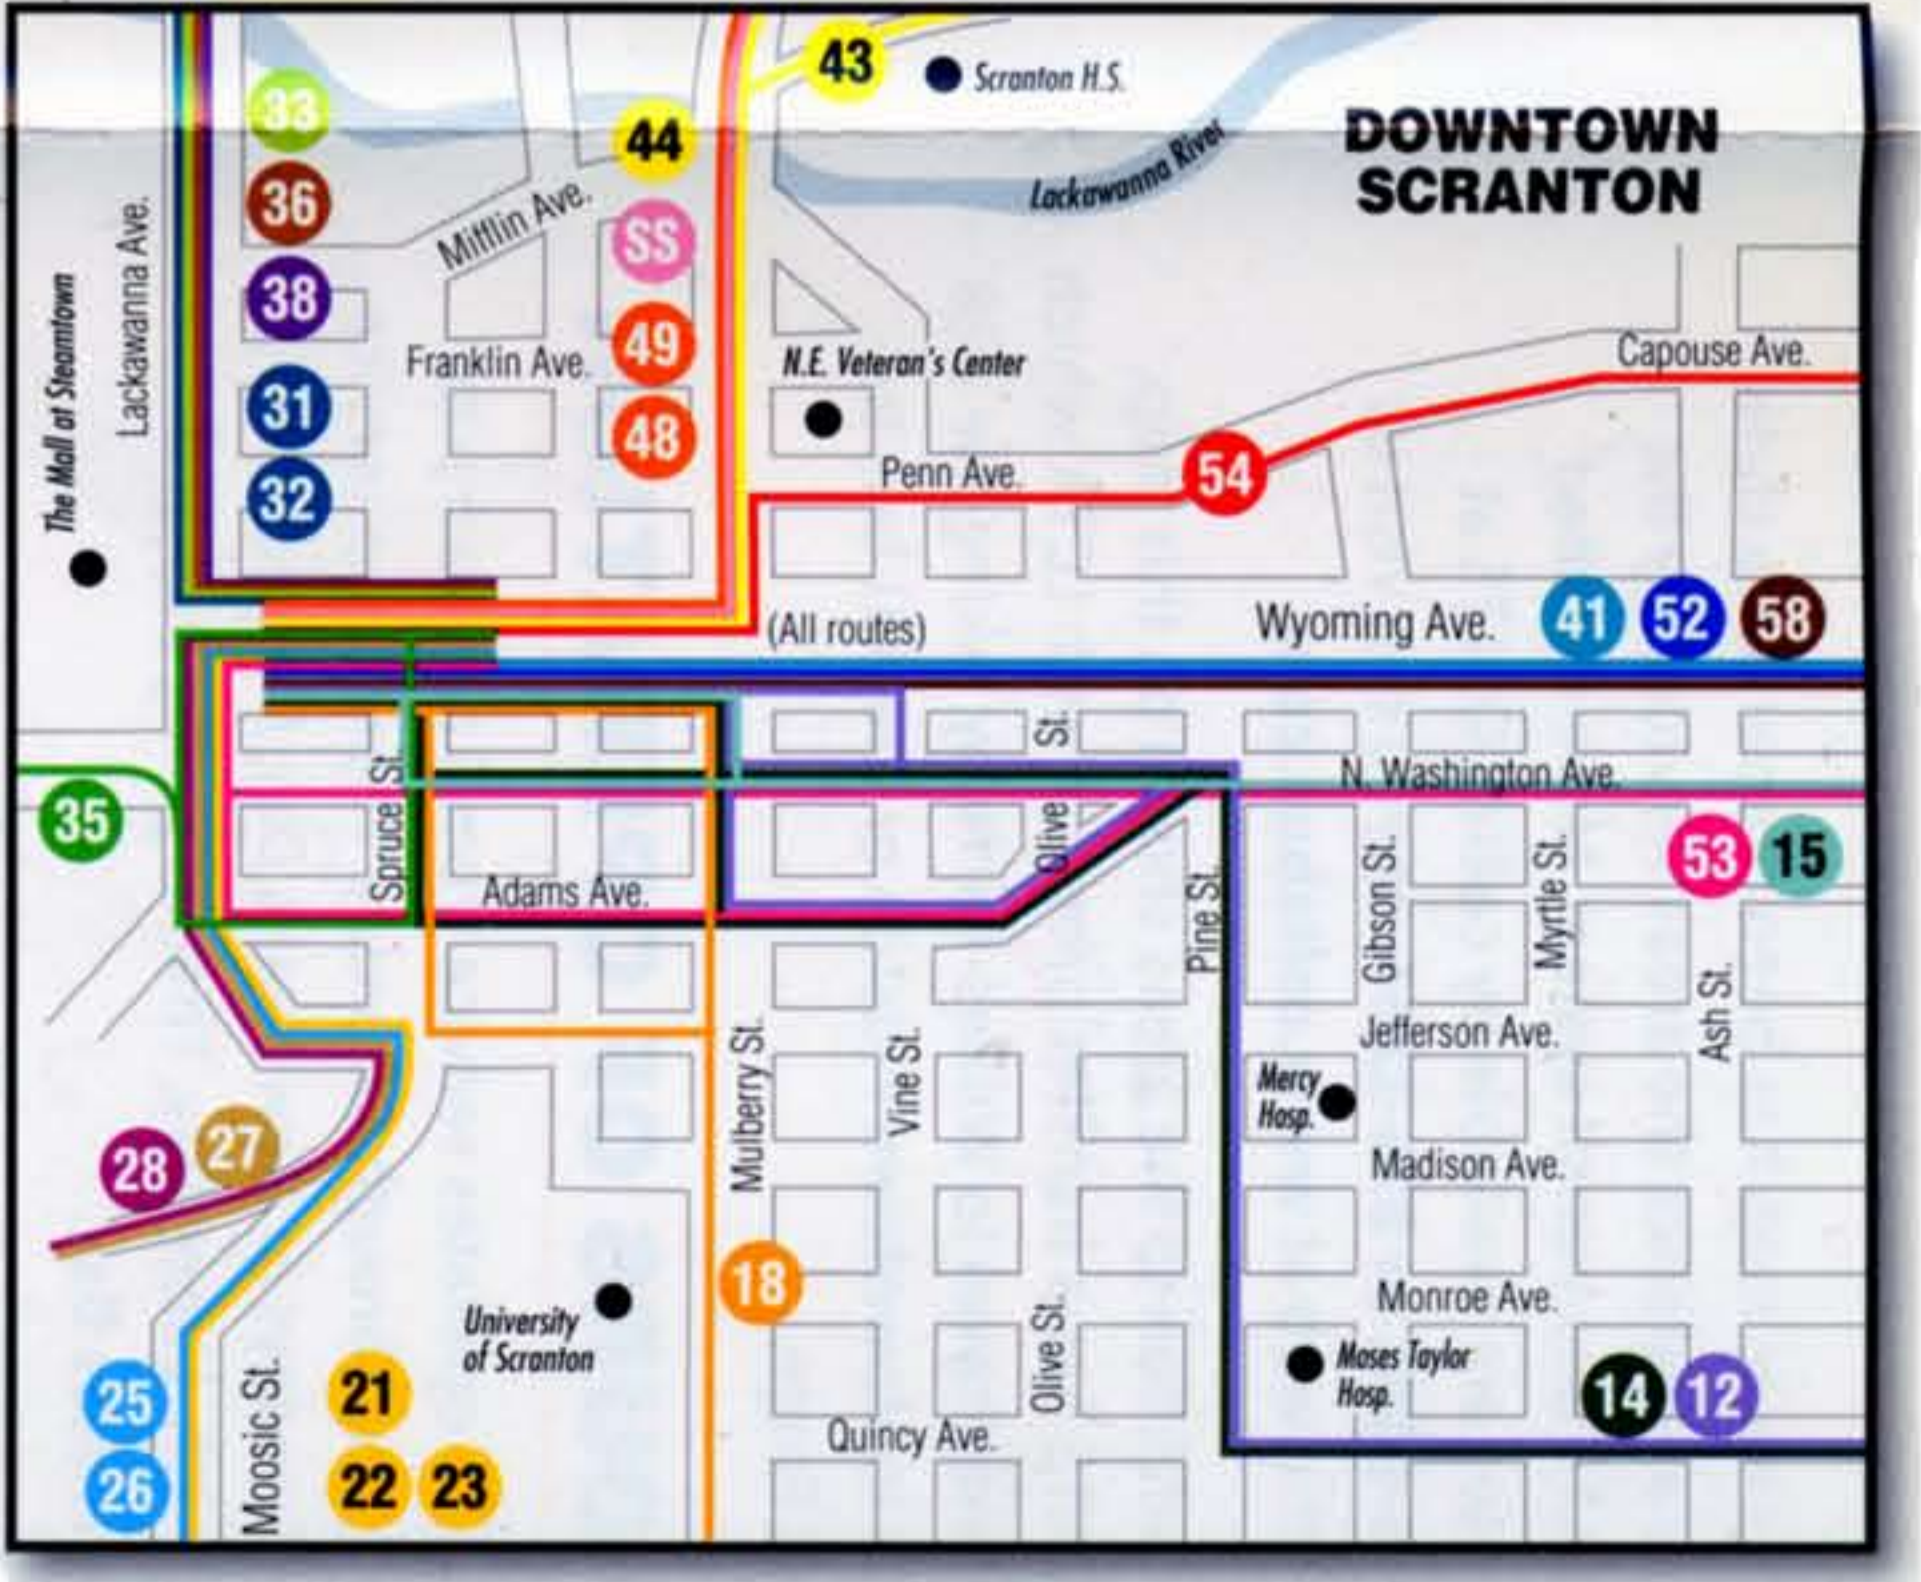 DOWNTOWN
SCRANTON
43
Scranton H.S.
33
44
Lackawanna River
36
Mifflin Ave.
SS
38
Lackawanna Ave.
The Mall at Steamtown
Franklin Ave.
49
N.E. Veteran's Center
Capouse Ave.
31
48
32
Penn Ave.
54
(All routes)
Wyoming Ave.
41
52
58
St.
Olive
Spruce St.
N. Washington Ave.
35
53
15
Adams Ave.
Pine St.
Gibson St.
Myrtle St.
Ash St.
Jefferson Ave.
Mulberry St.
Vine St.
Mercy
Hosp.
28
27
Madison Ave.
18
Monroe Ave.
University
of Scranton
Olive St.
Moses Taylor
Hosp.
14
12
25
21
Moosic St.
Quincy Ave.
26
22
23